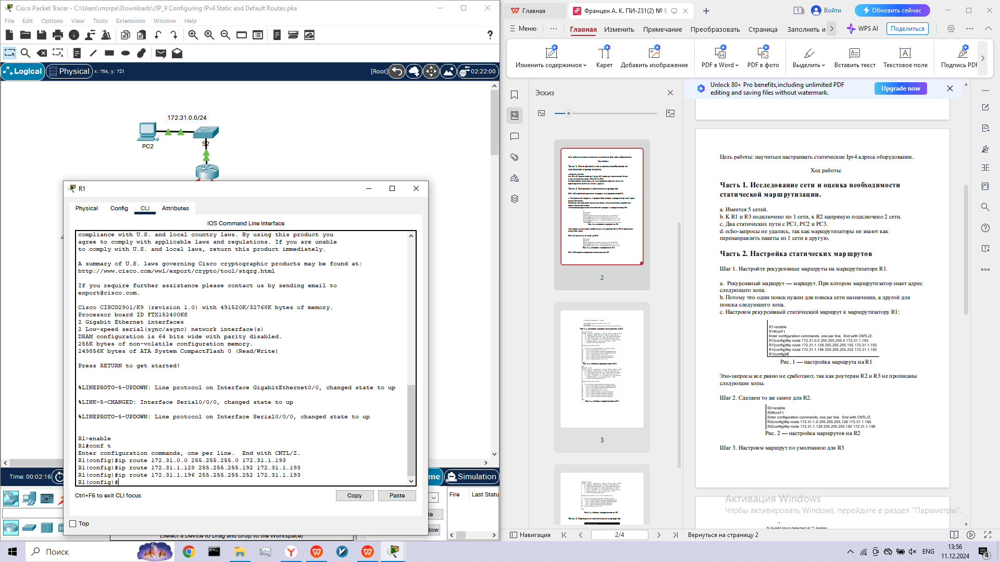 Cisco Packet Tracer - C:\Users\morpe\Downloads\ЛР_9 Configuring IPv4 Static and Default Routes.pka
File Edit Options View Tools Extensions Window Help
Logical Physical x: 754, y: 721
[Root] 02:22:00
172.31.0.0/24
PC2
S2
R1
Physical Config CLI Attributes
IOS Command Line Interface
compliance with U.S. and local country laws. By using this product you
agree to comply with applicable laws and regulations. If you are unable
to comply with U.S. and local laws, return this product immediately.
A summary of U.S. laws governing Cisco cryptographic products may be found at:
http://www.cisco.com/wwl/export/crypto/tool/stqrg.html
If you require further assistance please contact us by sending email to
export@cisco.com.
Cisco CISCO2901/K9 (revision 1.0) with 491520K/32768K bytes of memory.
Processor board ID FTX152400KS
2 Gigabit Ethernet interfaces
2 Low-speed serial(sync/async) network interface(s)
DRAM configuration is 64 bits wide with parity disabled.
255K bytes of non-volatile configuration memory.
249856K bytes of ATA System CompactFlash 0 (Read/Write)
Press RETURN to get started!
%LINEPROTO-5-UPDOWN: Line protocol on Interface GigabitEthernet0/0, changed state to up
%LINK-5-CHANGED: Interface Serial0/0/0, changed state to up
%LINEPROTO-5-UPDOWN: Line protocol on Interface Serial0/0/0, changed state to up
R1>enable
R1#conf t
Enter configuration commands, one per line.  End with CNTL/Z.
R1(config)#ip route 172.31.0.0 255.255.255.0 172.31.1.193
R1(config)#ip route 172.31.1.128 255.255.255.192 172.31.1.193
R1(config)#ip route 172.31.1.196 255.255.255.252 172.31.1.193
R1(config)#
Ctrl+F6 to exit CLI focus
Copy Paste
Top
Time: 00:02:16
me Simulation
Fire Last Statu
te
dow
(Select a Device to Drag and Drop to the Workspace)
Главная
Францен А. К. ПИ-231(2) № 9
Войти
Обновить сейчас
Меню
Главная Изменить Примечание Преобразовать Страница Заполнить и
WPS AI
Поделиться
Изменить содержимое Карет Добавить изображение PDF в Word PDF в фото Выделить Вставить текст Текстовое поле Подпись PDF
Эскиз
2
3
Unlock 80+ Pro benefits,including unlimited PDF
editing and saving files without watermark.
Upgrade now
Цель работы: научиться настраивать статические Ipv4 адреса оборудования.
Ход работы:
Часть 1. Исследование сети и оценка необходимости
статической маршрутизации.
a. Имеется 5 сетей.
b. К R1 и R3 подключено по 1 сети, к R2 напрямую подключено 2 сети.
c. Два статических пути с PC1, PC2 и PC3.
d. echo-запросы не удались, так как маршрутизаторы не знают как
перенаправлять пакеты из 1 сети в другую.
Часть 2. Настройка статических маршрутов
Шаг 1. Настройте рекурсивные маршруты на маршрутизаторе R1.
a. Рекурсивный маршрут — маршрут. При котором маршрутизатор знает адрес
следующего хопа.
b. Потому что один поиск нужен для поиска сети назначения, а другой для
поиска следующего хопа.
c. Настроим рекурсивный статический маршрут к маршрутизатору R1:
R1>enable
R1#conf t
Enter configuration commands, one per line.  End with CNTL/Z.
R1(config)#ip route 172.31.0.0 255.255.255.0 172.31.1.193
R1(config)#ip route 172.31.1.128 255.255.255.192 172.31.1.193
R1(config)#ip route 172.31.1.196 255.255.255.252 172.31.1.193
R1(config)#
Рис. 1 — настройка маршрута на R1
Эхо-запросы все равно не сработают, так как роутерам R2 и R3 не прописаны
следующие хопы.
Шаг 2. Сделаем то же самое для R2.
R2>enable
R2#conf t
Enter configuration commands, one per line.  End with CNTL/Z.
R2(config)#ip route 172.31.1.0 255.255.255.128 172.31.1.194
R2(config)#ip route 172.31.1.128 255.255.255.192 172.31.1.198
Рис. 2 — настройка маршрутов на R2
Шаг 3. Настроим маршрут по умолчанию для R3
% Invalid input detected at '^' marker
Активация Windows
Чтобы активировать Windows, перейдите в раздел "Параметры".
Навигация
2/4
Вернуться на страницу 2
Поиск
ENG
13:56
11.12.2024
4